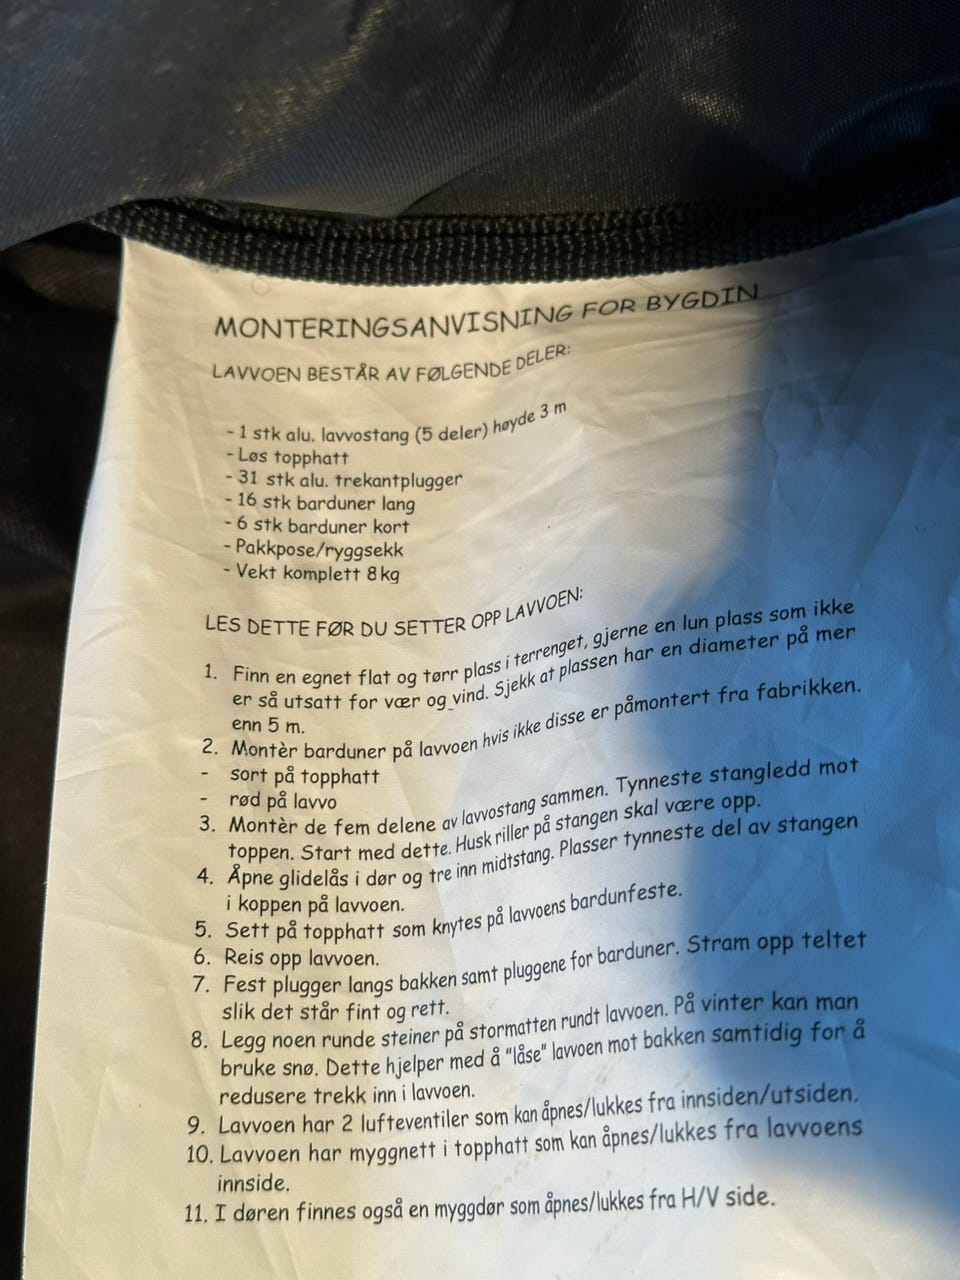 MONTERINGSANVISNING FOR BYGDIN
LAVVOEN BESTÅR AV FØLGENDE DELER:
- 1 stk alu. lavvostang (5 deler) høyde 3 m
- Løs topphatt
- 31 stk alu. trekantplugger
- 16 stk barduner lang
- 6 stk barduner kort
- Pakkpose/ryggsekk
- Vekt komplett 8 kg
LES DETTE FØR DU SETTER OPP LAVVOEN:
1. Finn en egnet flat og tørr plass i terrenget, gjerne en lun plass som ikke
er så utsatt for vær og vind. Sjekk at plassen har en diameter på mer
enn 5 m.
2. Montèr barduner på lavvoen hvis ikke disse er påmontert fra fabrikken.
- sort på topphatt
- rød på lavvo
3. Montèr de fem delene av lavvostang sammen. Tynneste stangledd mot
toppen. Start med dette. Husk riller på stangen skal være opp.
4. Åpne glidelås i dør og tre inn midtstang. Plasser tynneste del av stangen
i koppen på lavvoen.
5. Sett på topphatt som knytes på lavvoens bardunfeste.
6. Reis opp lavvoen.
7. Fest plugger langs bakken samt pluggene for barduner. Stram opp teltet
slik det står fint og rett.
8. Legg noen runde steiner på stormatten rundt lavvoen. På vinter kan man
bruke snø. Dette hjelper med å "låse" lavvoen mot bakken samtidig for å
redusere trekk inn i lavvoen.
9. Lavvoen har 2 lufteventiler som kan åpnes/lukkes fra innsiden/utsiden.
10. Lavvoen har myggnett i topphatt som kan åpnes/lukkes fra lavvoens
innside.
11. I døren finnes også en myggdør som åpnes/lukkes fra H/V side.